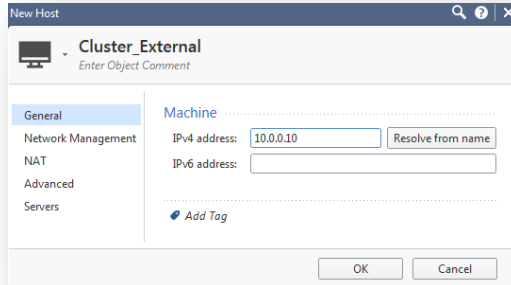 New Host
Cluster_External
Enter Object Comment
General
Network Management
NAT
Advanced
Servers
Machine
IPv4 address: 10.0.0.10 Resolve from name
IPv6 address:
Add Tag
OK Cancel